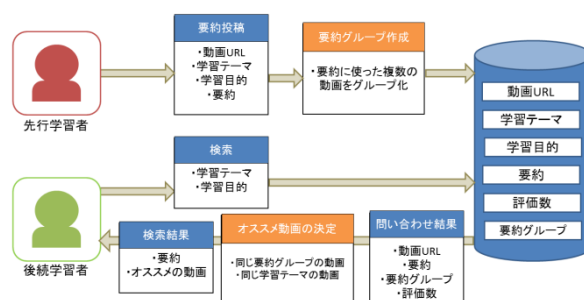 要約投稿
・動画URL
・学習テーマ
・学習目的
・要約
要約グループ作成
・要約に使った複数の
動画をグループ化
先行学習者
動画URL
学習テーマ
学習目的
要約
評価数
要約グループ
検索
・学習テーマ
・学習目的
後続学習者
検索結果
・要約
・オススメの動画
オススメ動画の決定
・同じ要約グループの動画
・同じ学習テーマの動画
問い合わせ結果
・動画URL
・要約
・要約グループ
・評価数